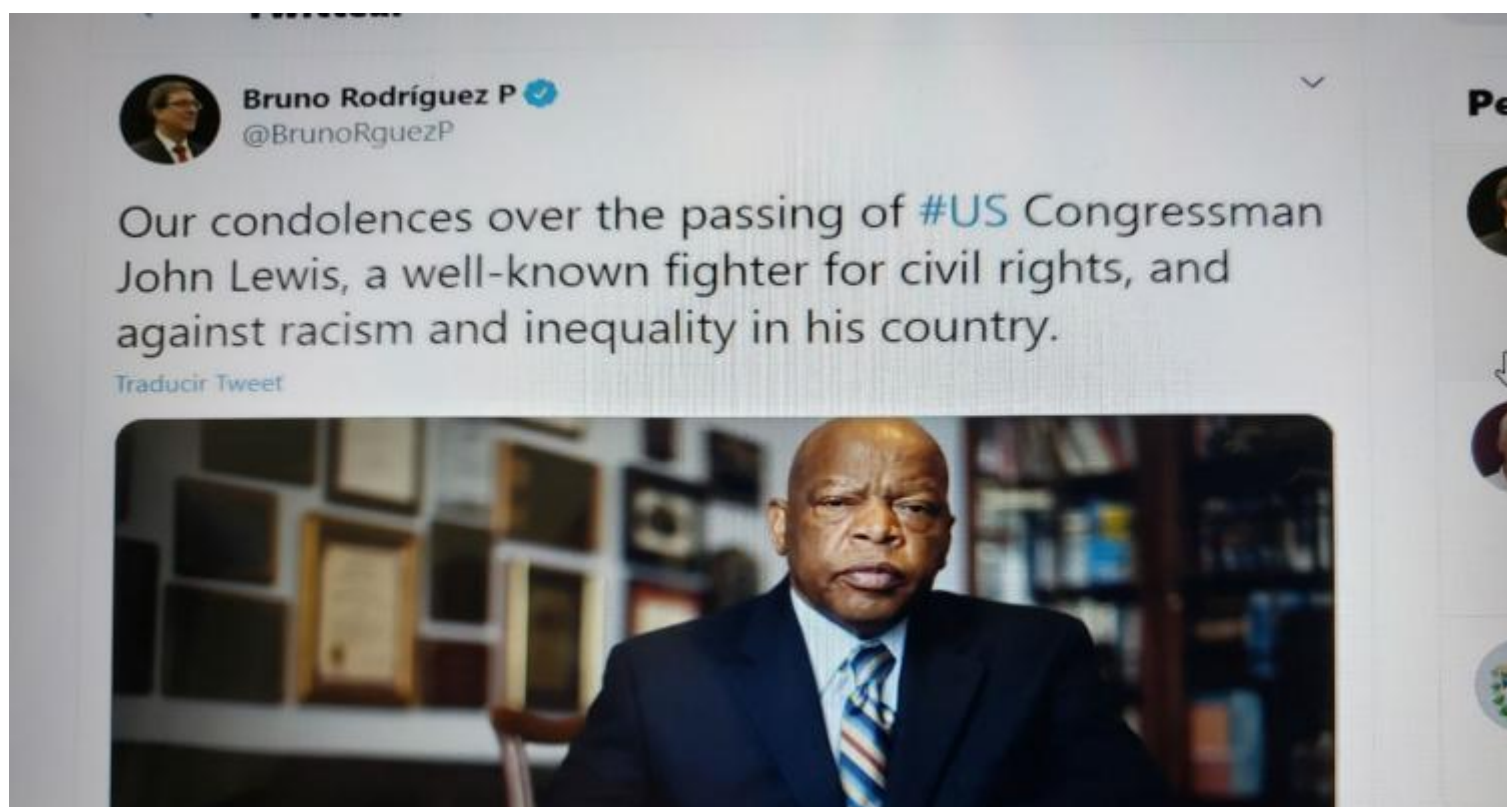 Bruno Rodríguez P
@BrunoRguezP
Our condolences over the passing of #US Congressman
John Lewis, a well-known fighter for civil rights, and
against racism and inequality in his country.
Traducir Tweet